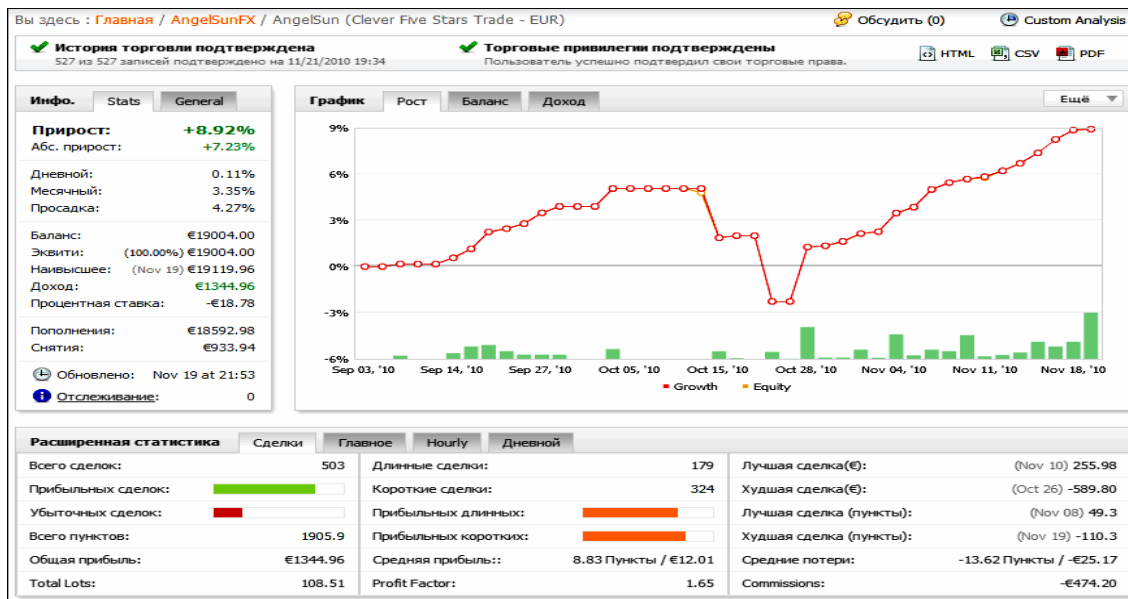 Вы здесь : Главная / AngelSunFX / AngelSun (Clever Five Stars Trade - EUR) Обсудить (0) Custom Analysis
История торговли подтверждена Торговые привилегии подтверждены HTML CSV PDF
527 из 527 записей подтверждено на 11/21/2010 19:34 Пользователь успешно подтвердил свои торговые права.
Инфо. Stats General
Прирост: +8.92%
Абс. прирост: +7.23%
Дневной: 0.11%
Месячный: 3.35%
Просадка: 4.27%
Баланс: €19004.00
Эквити: (100.00%) €19004.00
Наивысшее: (Nov 19) €19119.96
Доход: €1344.96
Процентная ставка: -€18.78
Пополнения: €18592.98
Снятия: €933.94
Обновлено: Nov 19 at 21:53
Отслеживание: 0
График Рост Баланс Доход Ещё
9%
6%
3%
0%
-3%
-6%
Sep 03, '10 Sep 14, '10 Sep 27, '10 Oct 05, '10 Oct 15, '10 Oct 28, '10 Nov 04, '10 Nov 11, '10 Nov 18, '10
Growth Equity
Расширенная статистика Сделки Главное Hourly Дневной
Всего сделок: 503 Длинные сделки: 179 Лучшая сделка(€): (Nov 10) 255.98
Прибыльных сделок: Короткие сделки: 324 Худшая сделка(€): (Oct 26) -589.80
Убыточных сделок: Прибыльных длинных: Лучшая сделка (пункты): (Nov 08) 49.3
Всего пунктов: 1905.9 Прибыльных коротких: Худшая сделка (пункты): (Nov 19) -110.3
Общая прибыль: €1344.96 Средняя прибыль:: 8.83 Пункты / €12.01 Средние потери: -13.62 Пункты / -€25.17
Total Lots: 108.51 Profit Factor: 1.65 Commissions: -€474.20